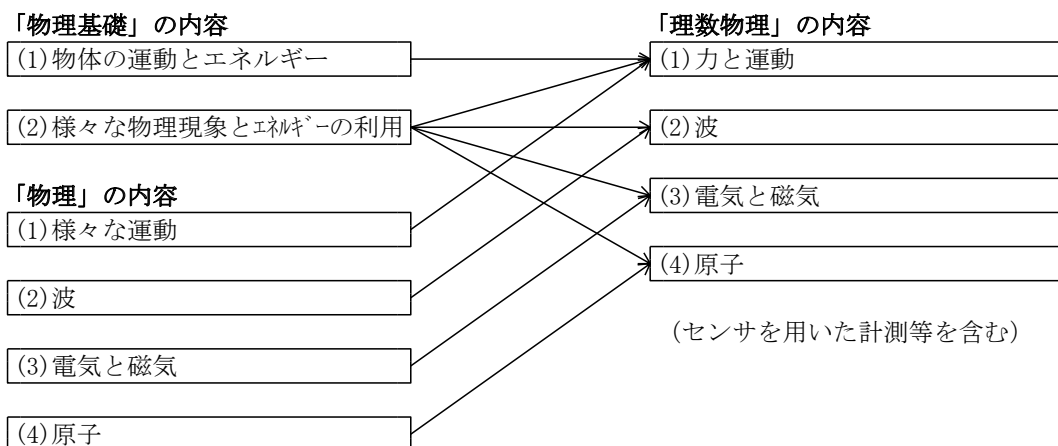 「物理基礎」の内容
(1)物体の運動とエネルギー
(2)様々な物理現象とｴﾈﾙｷﾞｰの利用
「物理」の内容
(1)様々な運動
(2)波
(3)電気と磁気
(4)原子
「理数物理」の内容
(1)力と運動
(2)波
(3)電気と磁気
(4)原子
(センサを用いた計測等を含む)